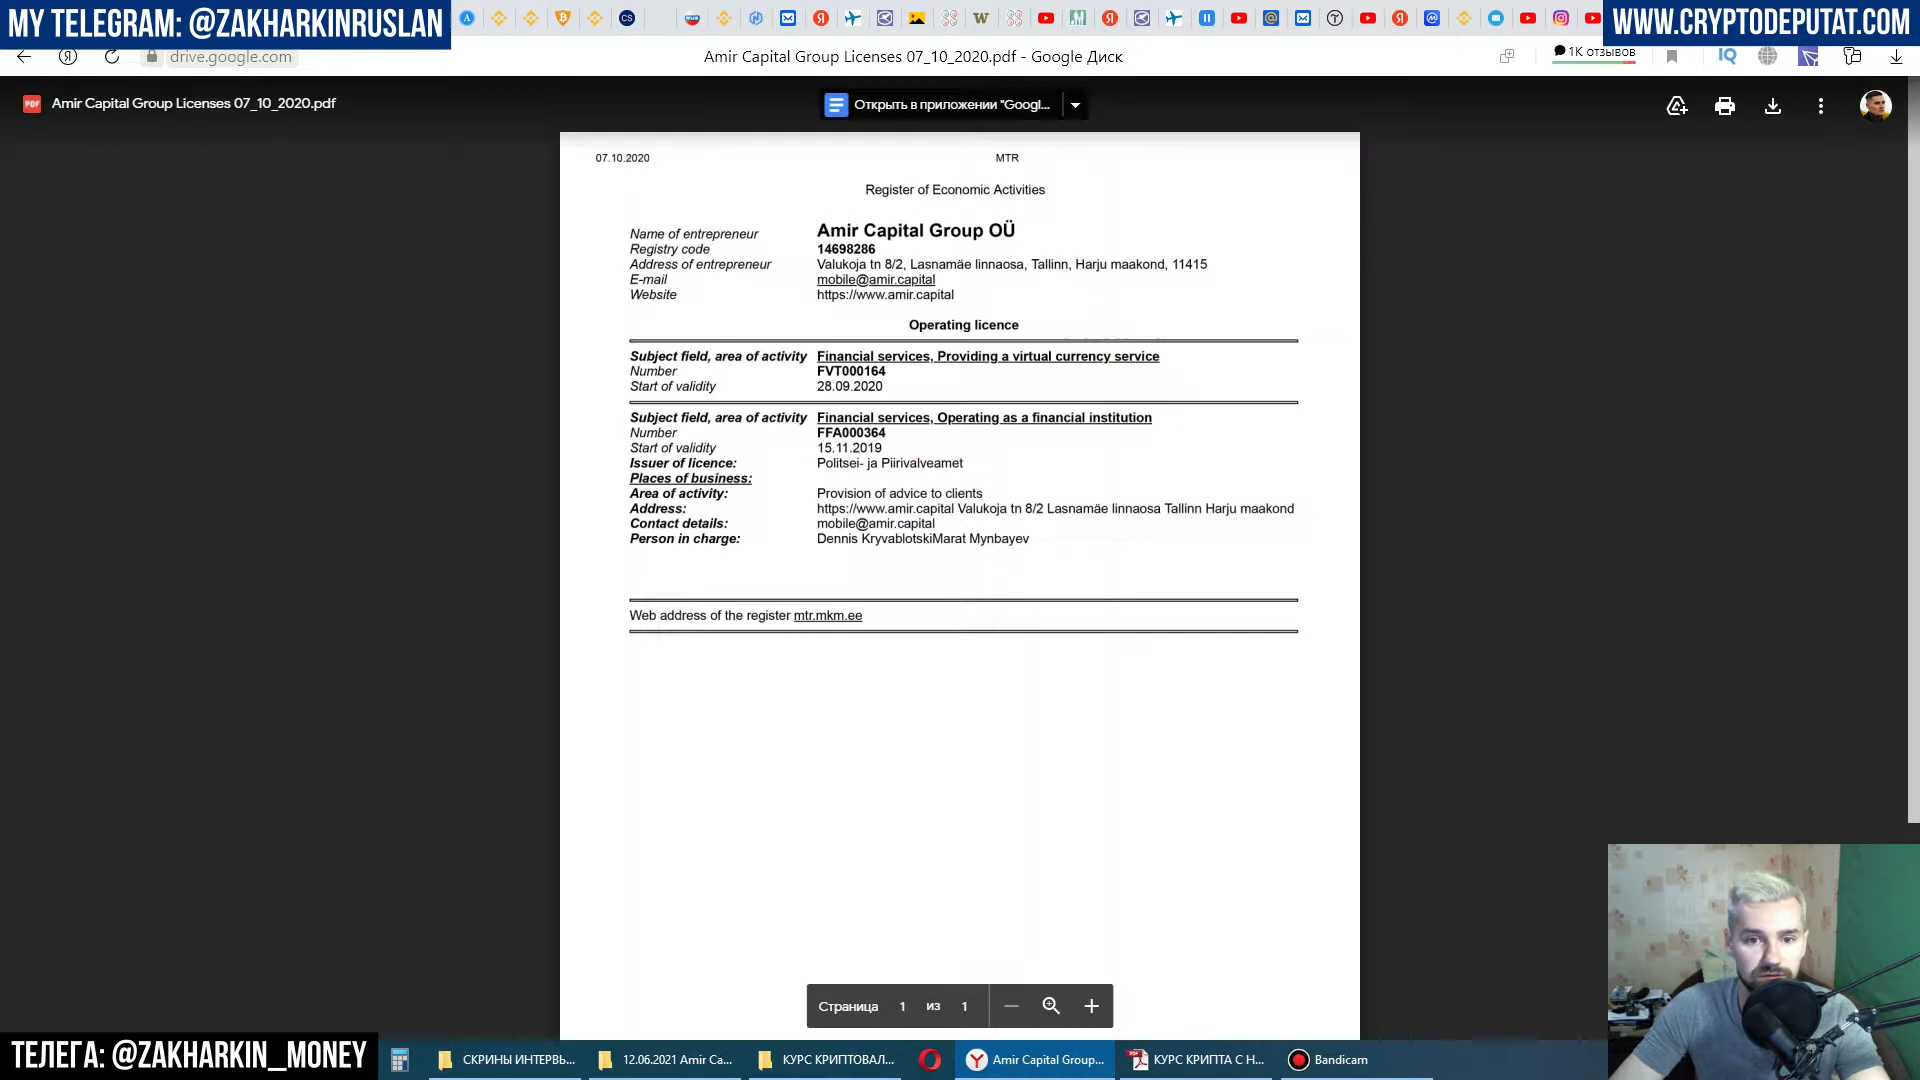 MY TELEGRAM: @ZAKHARKINRUSLAN
WWW.CRYPTODEPUTAT.COM
drive.google.com
Amir Capital Group Licenses 07_10_2020.pdf - Google Диск
1K отзывов
Amir Capital Group Licenses 07_10_2020.pdf
Открыть в приложении "Googl...
07.10.2020 MTR
Register of Economic Activities
Name of entrepreneur Amir Capital Group OÜ
Registry code 14698286
Address of entrepreneur Valukoja tn 8/2, Lasnamäe linnaosa, Tallinn, Harju maakond, 11415
E-mail mobile@amir.capital
Website https://www.amir.capital
Operating licence
Subject field, area of activity Financial services, Providing a virtual currency service
Number FVT000164
Start of validity 28.09.2020
Subject field, area of activity Financial services, Operating as a financial institution
Number FFA000364
Start of validity 15.11.2019
Issuer of licence: Politsei- ja Piirivalveamet
Places of business:
Area of activity: Provision of advice to clients
Address: https://www.amir.capital Valukoja tn 8/2 Lasnamäe linnaosa Tallinn Harju maakond
Contact details: mobile@amir.capital
Person in charge: Dennis KryvablotskiMarat Mynbayev
Web address of the register mtr.mkm.ee
Страница 1 из 1
ТЕЛЕГА: @ZAKHARKIN_MONEY
СКРИНЫ ИНТЕРВЬ...
12.06.2021 Amir Ca...
КУРС КРИПТОВАЛ...
Amir Capital Group...
КУРС КРИПТА С Н...
Bandicam